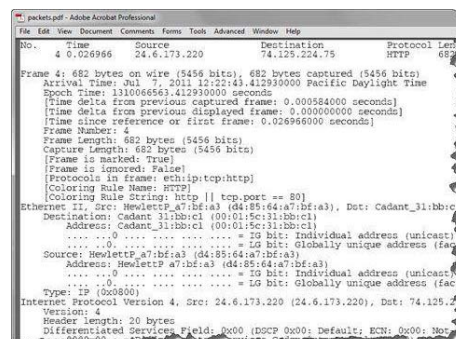 packets.pdf - Adobe Acrobat Professional
File Edit View Document Comments Forms Tools Advanced Window Help
No. Time Source Destination Protocol Len
4 0.026966 24.6.173.220 74.125.224.75 HTTP 682
Frame 4: 682 bytes on wire (5456 bits), 682 bytes captured (5456 bits)
Arrival Time: Jul 7, 2011 12:22:43.412930000 Pacific Daylight Time
Epoch Time: 1310066563.412930000 seconds
[Time delta from previous captured frame: 0.000584000 seconds]
[Time delta from previous displayed frame: 0.000000000 seconds]
[Time since reference or first frame: 0.026966000 seconds]
Frame Number: 4
Frame Length: 682 bytes (5456 bits)
Capture Length: 682 bytes (5456 bits)
[Frame is marked: True]
[Frame is ignored: False]
[Protocols in frame: eth:ip:tcp:http]
[Coloring Rule Name: HTTP]
[Coloring Rule String: http || tcp.port == 80]
Ethernet II, Src: HewlettP_a7:bf:a3 (d4:85:64:a7:bf:a3), Dst: Cadant_31:bb:c
Destination: Cadant_31:bb:c1 (00:01:5c:31:bb:c1)
Address: Cadant_31:bb:c1 (00:01:5c:31:bb:c1)
.... ...0 .... .... .... .... = IG bit: Individual address (unicast)
.... ..0. .... .... .... .... = LG bit: Globally unique address (fac
Source: HewlettP_a7:bf:a3 (d4:85:64:a7:bf:a3)
Address: HewlettP_a7:bf:a3 (d4:85:64:a7:bf:a3)
.... ...0 .... .... .... .... = IG bit: Individual address (unicast)
.... ..0. .... .... .... .... = LG bit: Globally unique address (fac
Type: IP (0x0800)
Internet Protocol Version 4, Src: 24.6.173.220 (24.6.173.220), Dst: 74.125.2
Version: 4
Header length: 20 bytes
Differentiated Services Field: 0x00 (DSCP 0x00: Default; ECN: 0x00: Not